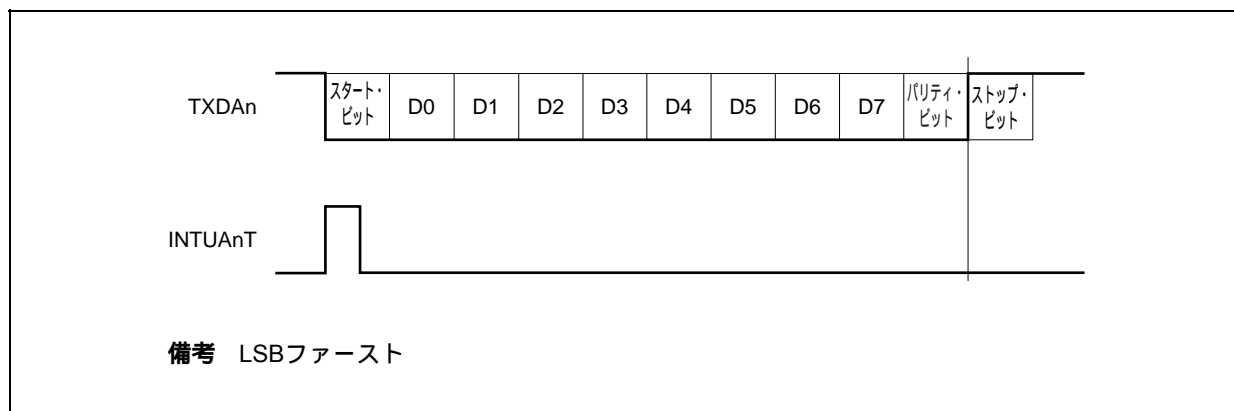 TXDAn
スタート・
ビット
D0
D1
D2
D3
D4
D5
D6
D7
パリティ・
ビット
ストップ・
ビット
INTUAnT
備考 LSBファースト